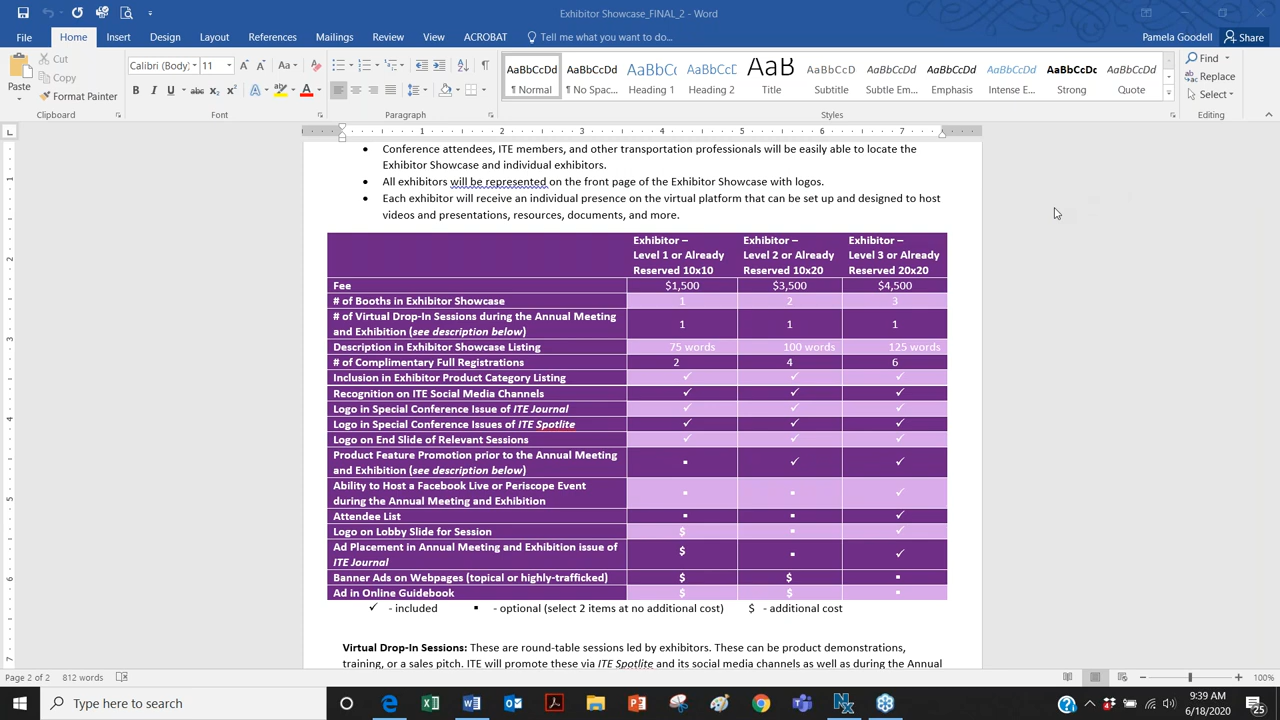 Exhibitor Showcase_FINAL_2 - Word
File Home Insert Design Layout References Mailings Review View ACROBAT Tell me what you want to do... Pamela Goodell Share
Paste
Cut
Copy
Format Painter
Clipboard
Calibri (Body) 11
Font
Paragraph
AaBbCcDd AaBbCcDd AaBbCc AaBbCcE AaB AaBbCcD AaBbCcDd AaBbCcDd AaBbCcDd AaBbCcDc AaBbCcDd
¶ Normal ¶ No Spac... Heading 1 Heading 2 Title Subtitle Subtle Em... Emphasis Intense E... Strong Quote
Styles
Find
Replace
Select
Editing
1 2 3 4 5 6 7
• Conference attendees, ITE members, and other transportation professionals will be easily able to locate the
Exhibitor Showcase and individual exhibitors.
• All exhibitors will be represented on the front page of the Exhibitor Showcase with logos.
• Each exhibitor will receive an individual presence on the virtual platform that can be set up and designed to host
videos and presentations, resources, documents, and more.
Exhibitor – Exhibitor – Exhibitor –
Level 1 or Already Level 2 or Already Level 3 or Already
Reserved 10x10 Reserved 10x20 Reserved 20x20
Fee $1,500 $3,500 $4,500
# of Booths in Exhibitor Showcase 1 2 3
# of Virtual Drop-In Sessions during the Annual Meeting
and Exhibition (see description below) 1 1 1
Description in Exhibitor Showcase Listing 75 words 100 words 125 words
# of Complimentary Full Registrations 2 4 6
Inclusion in Exhibitor Product Category Listing ✓ ✓ ✓
Recognition on ITE Social Media Channels ✓ ✓ ✓
Logo in Special Conference Issue of ITE Journal ✓ ✓ ✓
Logo in Special Conference Issues of ITE Spotlite ✓ ✓ ✓
Logo on End Slide of Relevant Sessions ✓ ✓ ✓
Product Feature Promotion prior to the Annual Meeting
and Exhibition (see description below) ▪ ✓ ✓
Ability to Host a Facebook Live or Periscope Event
during the Annual Meeting and Exhibition ▪ ▪ ✓
Attendee List ▪ ▪ ✓
Logo on Lobby Slide for Session $ ▪ ✓
Ad Placement in Annual Meeting and Exhibition issue of
ITE Journal $ ▪ ✓
Banner Ads on Webpages (topical or highly-trafficked) $ $ ▪
Ad in Online Guidebook $ $ ▪
✓ - included ▪ - optional (select 2 items at no additional cost) $ - additional cost
Virtual Drop-In Sessions: These are round-table sessions led by exhibitors. These can be product demonstrations,
training, or a sales pitch. ITE will promote these via ITE Spotlite and its social media channels as well as during the Annual
Page 2 of 2 812 words 100%
Type here to search
9:39 AM
6/18/2020
25